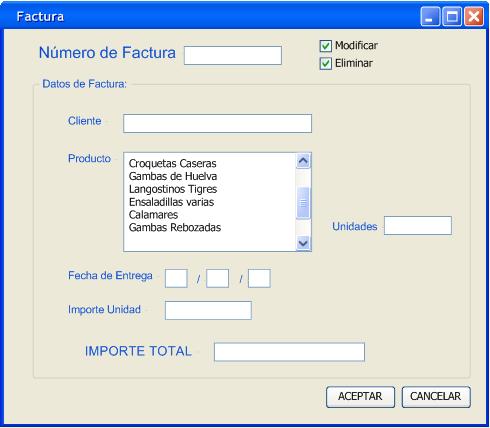 Factura
Número de Factura
Modificar
Eliminar
Datos de Factura:
Cliente
Producto
Croquetas Caseras
Gambas de Huelva
Langostinos Tigres
Ensaladillas varias
Calamares
Gambas Rebozadas
Unidades
Fecha de Entrega / /
Importe Unidad
IMPORTE TOTAL
ACEPTAR CANCELAR